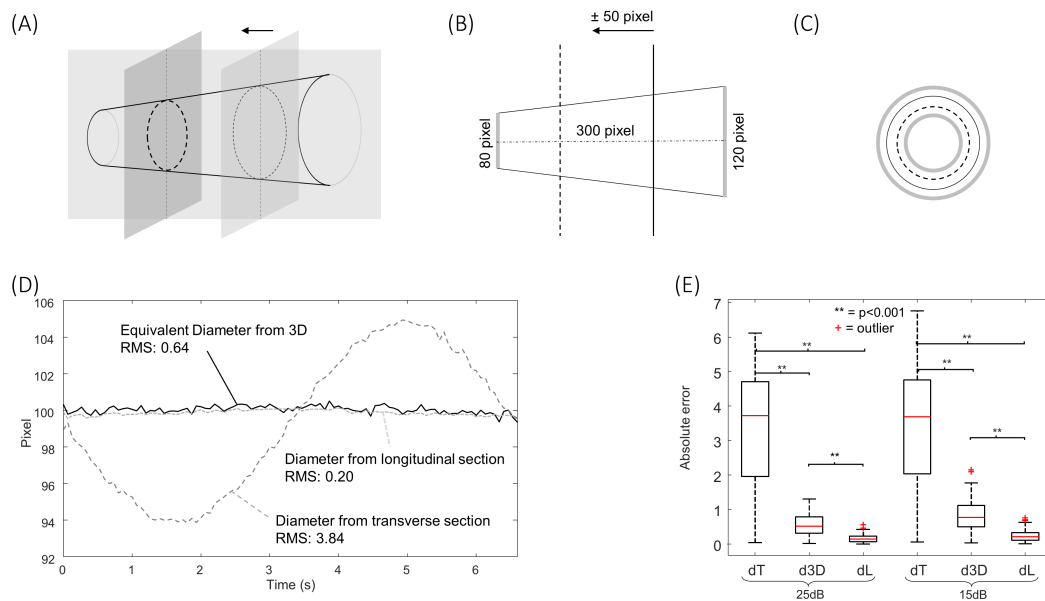 (A)
(B)
± 50 pixel
80 pixel
300 pixel
120 pixel
(C)
(D)
106
104
102
100
98
96
94
92
Pixel
Equivalent Diameter from 3D
RMS: 0.64
Diameter from longitudinal section
RMS: 0.20
Diameter from transverse section
RMS: 3.84
0 1 2 3 4 5 6
Time (s)
(E)
7
6
5
4
3
2
1
0
Absolute error
** = p<0.001
+ = outlier
**
**
**
**
**
**
dT d3D dL dT d3D dL
25dB 15dB